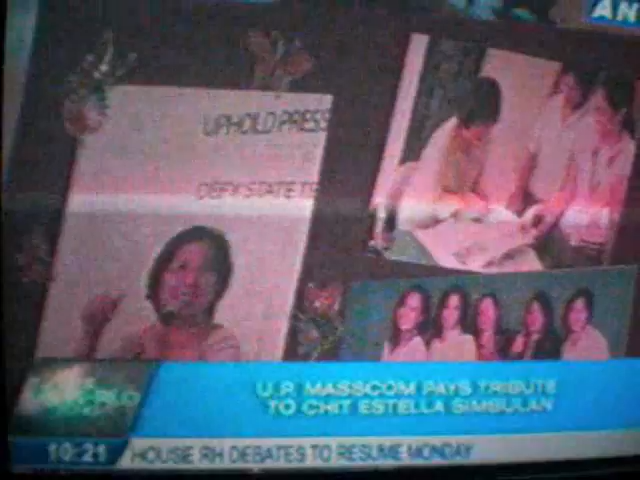 AN
UPHOLD PRESS
DEFY STATE
U.P. MASSCOM PAYS TRIBUTE
TO CHIT ESTELLA SIMBULAN
10:21 HOUSE RH DEBATES TO RESUME MONDAY